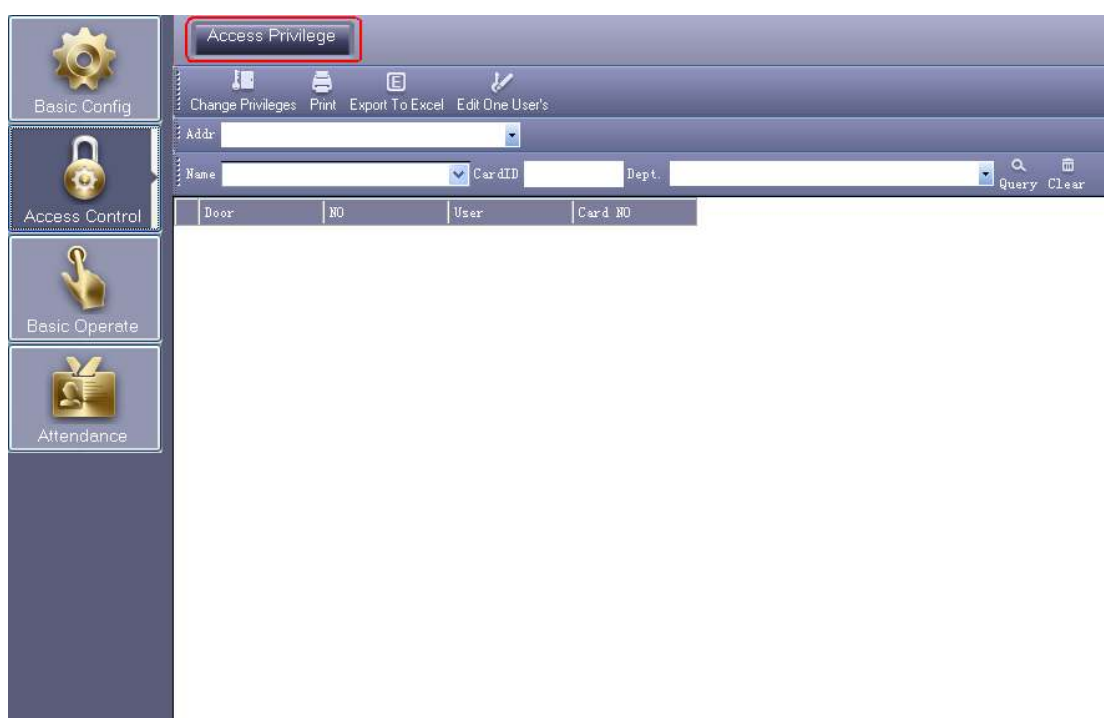 Basic Config
Access Control
Basic Operate
Attendance
Access Privilege
Change Privileges Print Export To Excel Edit One User's
Addr
Name CardID Dept. Query Clear
Door NO User Card NO